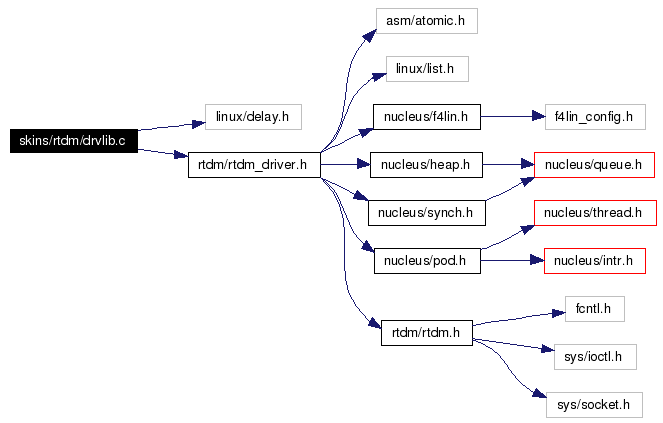 asm/atomic.h
linux/list.h
linux/delay.h
nucleus/f4lin.h
f4lin_config.h
skins/rtdm/drvlib.c
rtdm/rtdm_driver.h
nucleus/heap.h
nucleus/queue.h
nucleus/synch.h
nucleus/thread.h
nucleus/pod.h
nucleus/intr.h
fcntl.h
rtdm/rtdm.h
sys/ioctl.h
sys/socket.h